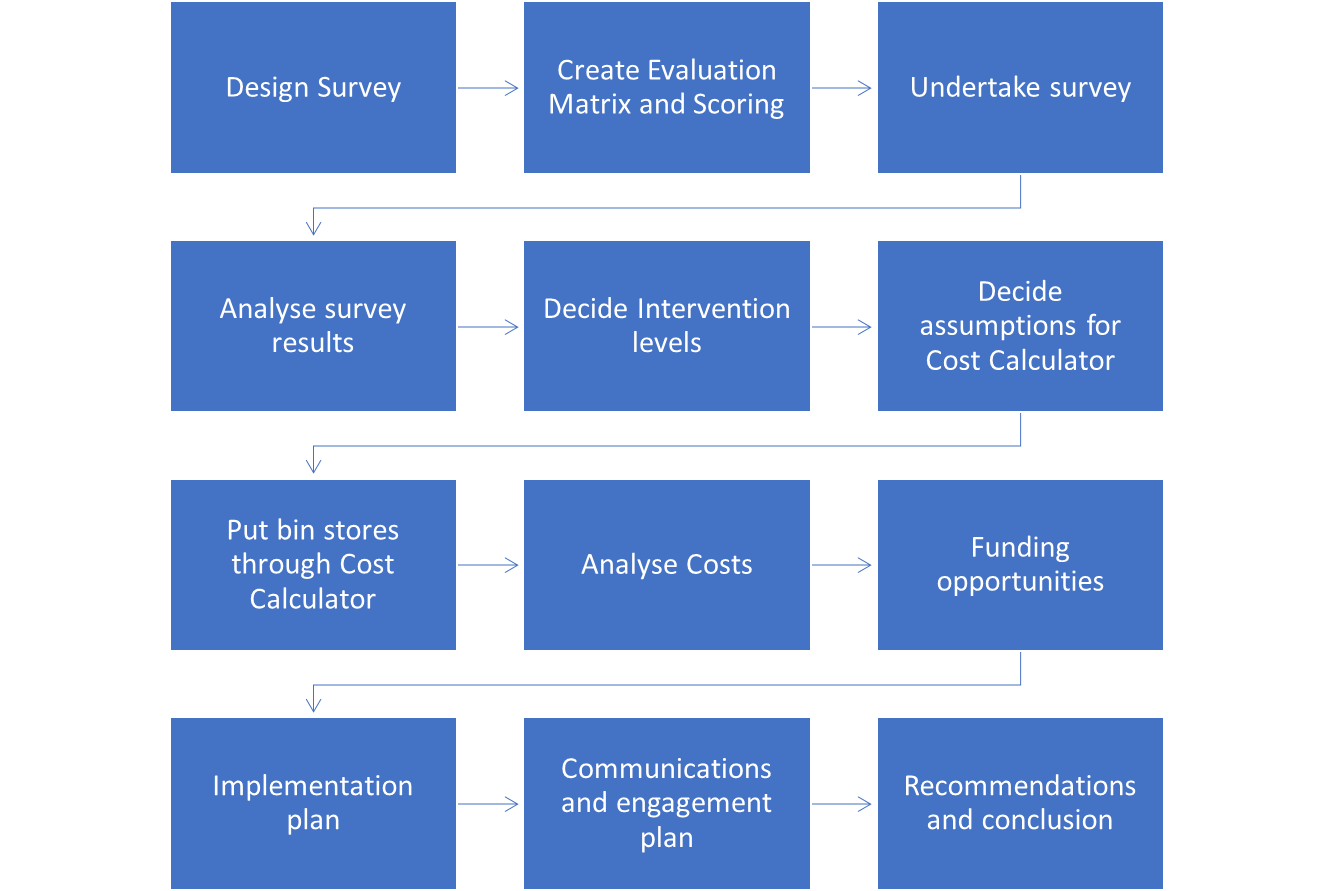 Design Survey
Create Evaluation
Matrix and Scoring
Undertake survey
Analyse survey
results
Decide Intervention
levels
Decide
assumptions for
Cost Calculator
Put bin stores
through Cost
Calculator
Analyse Costs
Funding
opportunities
Implementation
plan
Communications
and engagement
plan
Recommendations
and conclusion